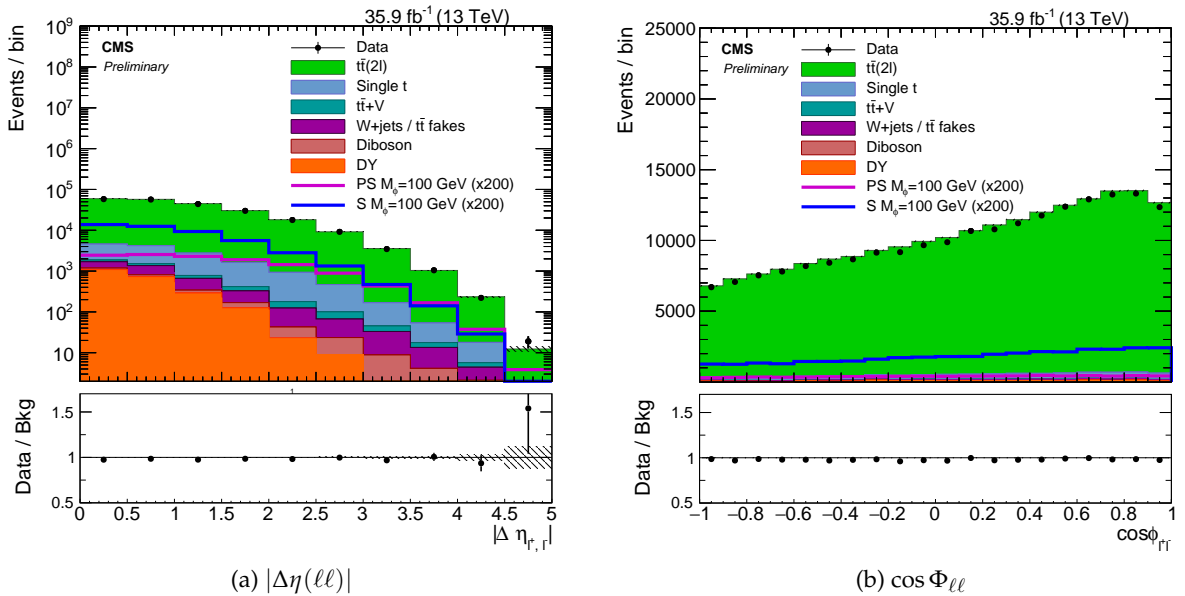 35.9 fb⁻¹ (13 TeV)
Events / bin
10⁹
10⁸
10⁷
10⁶
10⁵
10⁴
10³
10²
10
CMS
Preliminary
Data
tt̄(2l)
Single t
tt̄+V
W+jets / tt̄ fakes
Diboson
DY
PS M_ϕ=100 GeV (x200)
S M_ϕ=100 GeV (x200)
Data / Bkg
1.5
1
0.5
0 0.5 1 1.5 2 2.5 3 3.5 4 4.5 5
|Δ η_l⁺, l⁻|
(a) |Δη(ℓℓ)|
35.9 fb⁻¹ (13 TeV)
Events / bin
25000
20000
15000
10000
5000
CMS
Preliminary
Data
tt̄(2l)
Single t
tt̄+V
W+jets / tt̄ fakes
Diboson
DY
PS M_ϕ=100 GeV (x200)
S M_ϕ=100 GeV (x200)
Data / Bkg
1.5
1
0.5
−1 −0.8 −0.6 −0.4 −0.2 0 0.2 0.4 0.6 0.8 1
cosϕ_l⁺l⁻
(b) cos Φ_ℓℓ